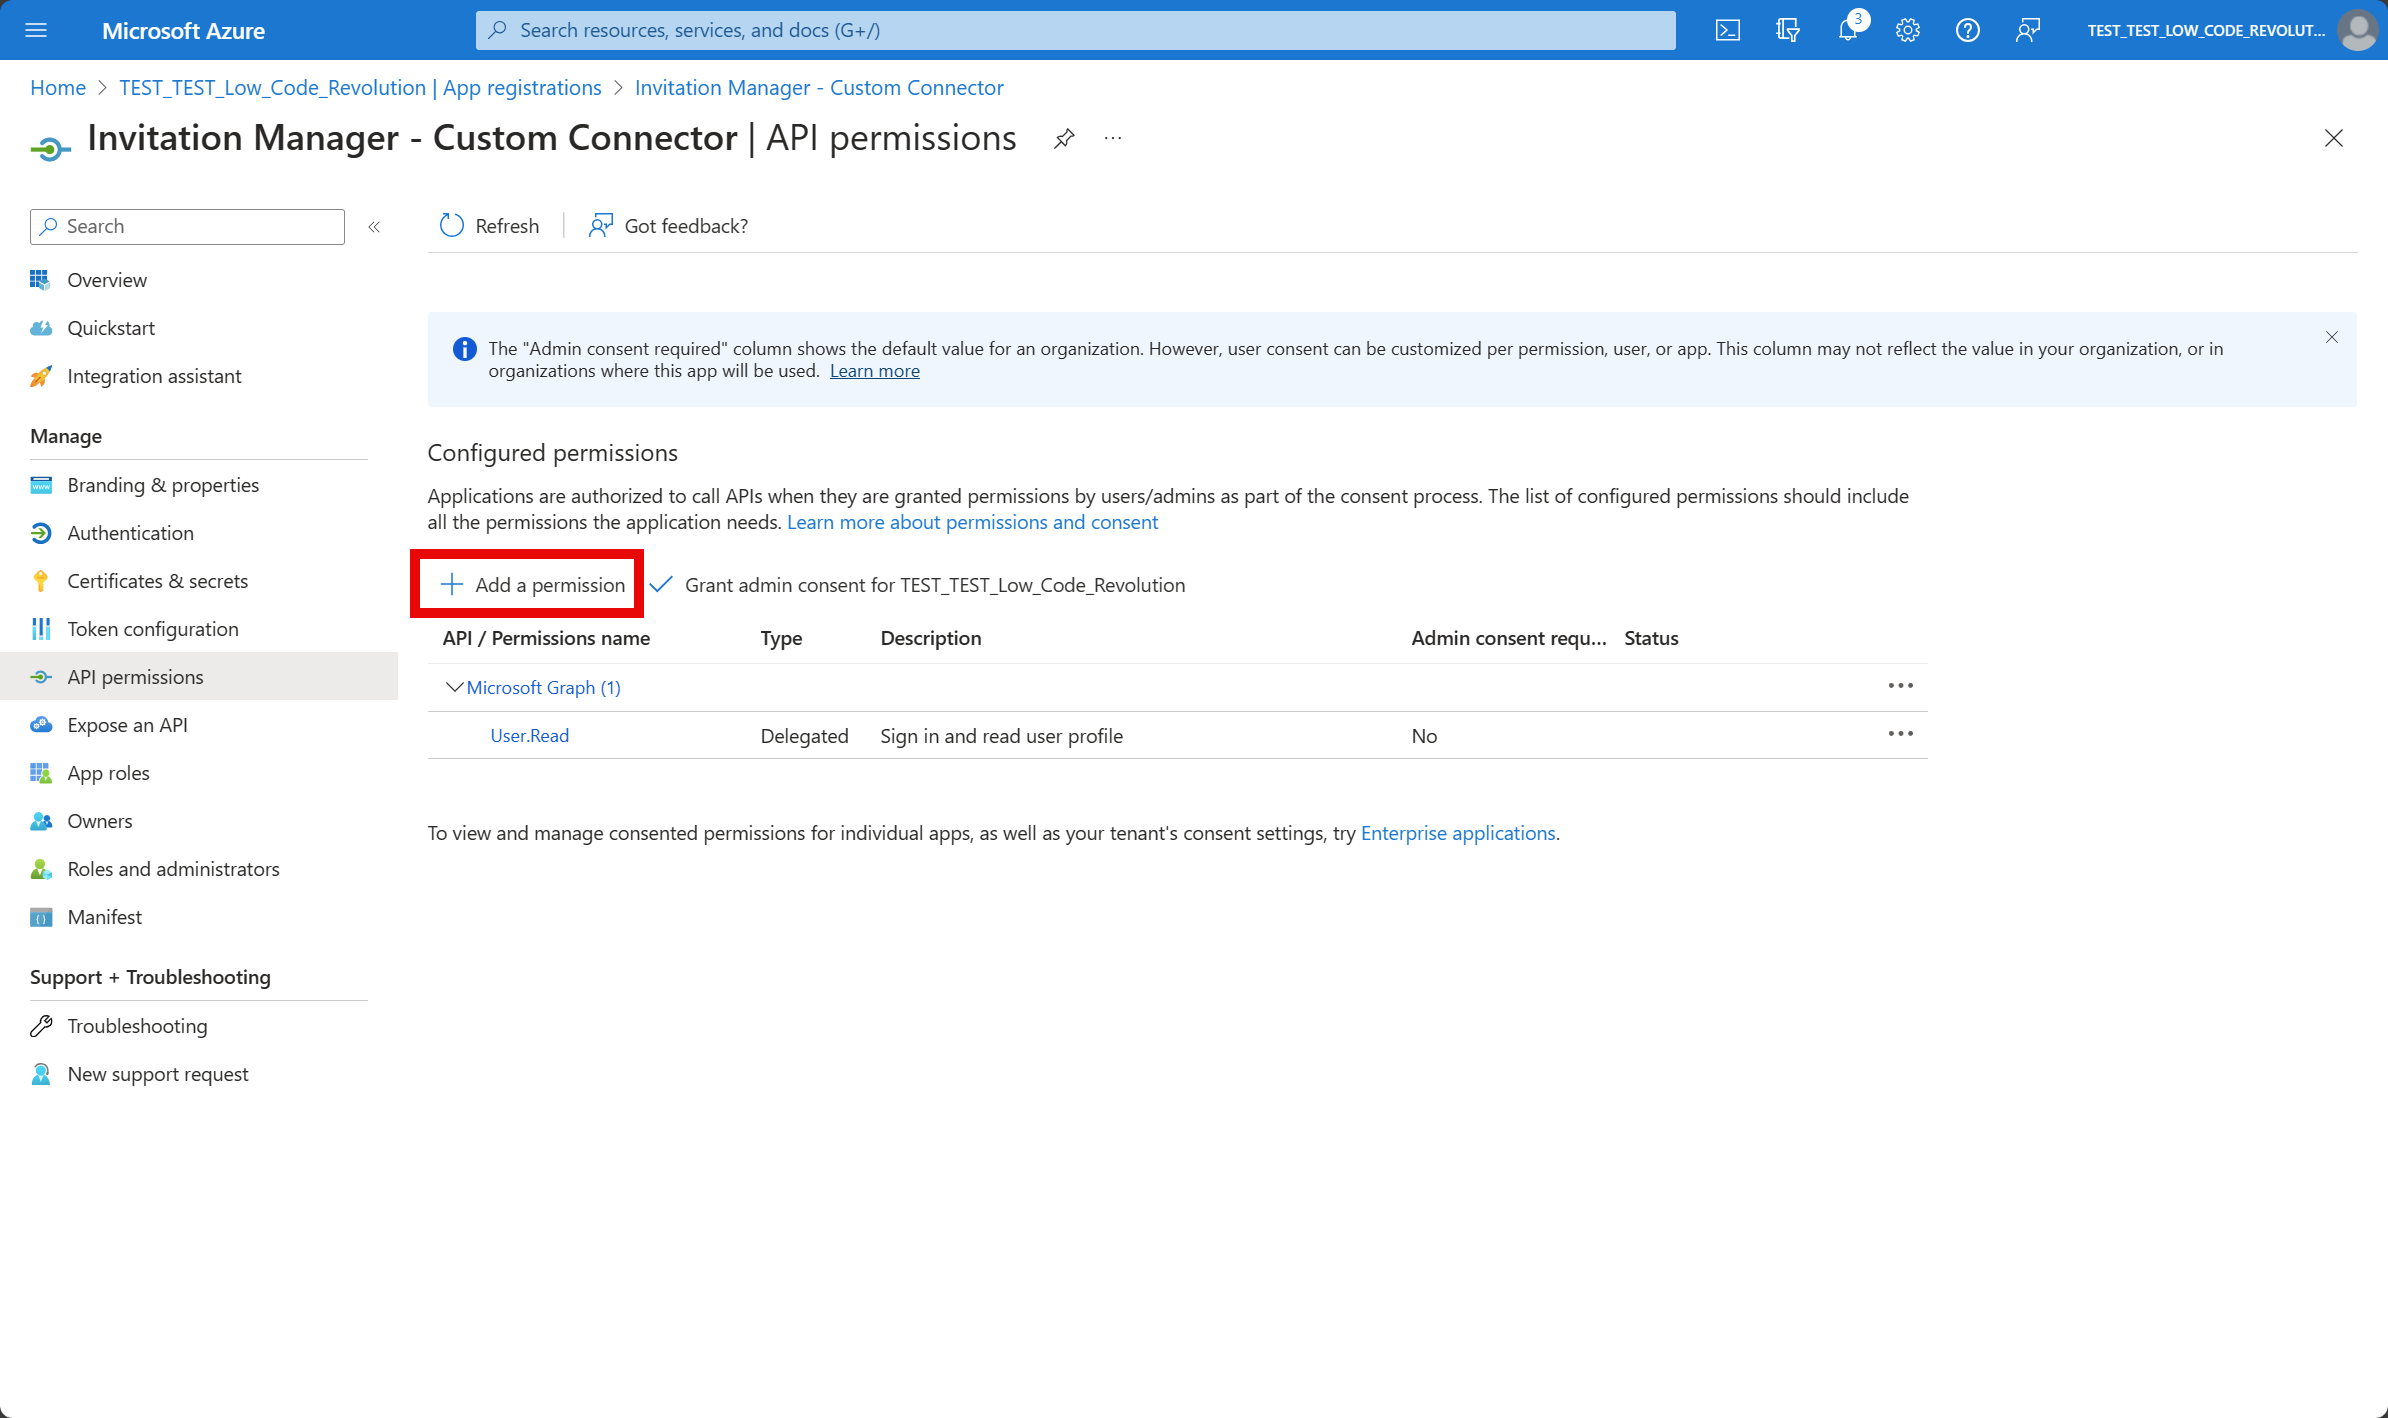 Microsoft Azure
Search resources, services, and docs (G+/)
3
TEST_TEST_LOW_CODE_REVOLUT...
Home > TEST_TEST_Low_Code_Revolution | App registrations > Invitation Manager - Custom Connector
Invitation Manager - Custom Connector | API permissions
Search
Refresh
Got feedback?
Overview
Quickstart
Integration assistant
Manage
Branding & properties
Authentication
Certificates & secrets
Token configuration
API permissions
Expose an API
App roles
Owners
Roles and administrators
Manifest
Support + Troubleshooting
Troubleshooting
New support request
The "Admin consent required" column shows the default value for an organization. However, user consent can be customized per permission, user, or app. This column may not reflect the value in your organization, or in
organizations where this app will be used. Learn more
Configured permissions
Applications are authorized to call APIs when they are granted permissions by users/admins as part of the consent process. The list of configured permissions should include
all the permissions the application needs. Learn more about permissions and consent
Add a permission
Grant admin consent for TEST_TEST_Low_Code_Revolution
API / Permissions name Type Description Admin consent requ... Status
Microsoft Graph (1)
User.Read Delegated Sign in and read user profile No
To view and manage consented permissions for individual apps, as well as your tenant's consent settings, try Enterprise applications.